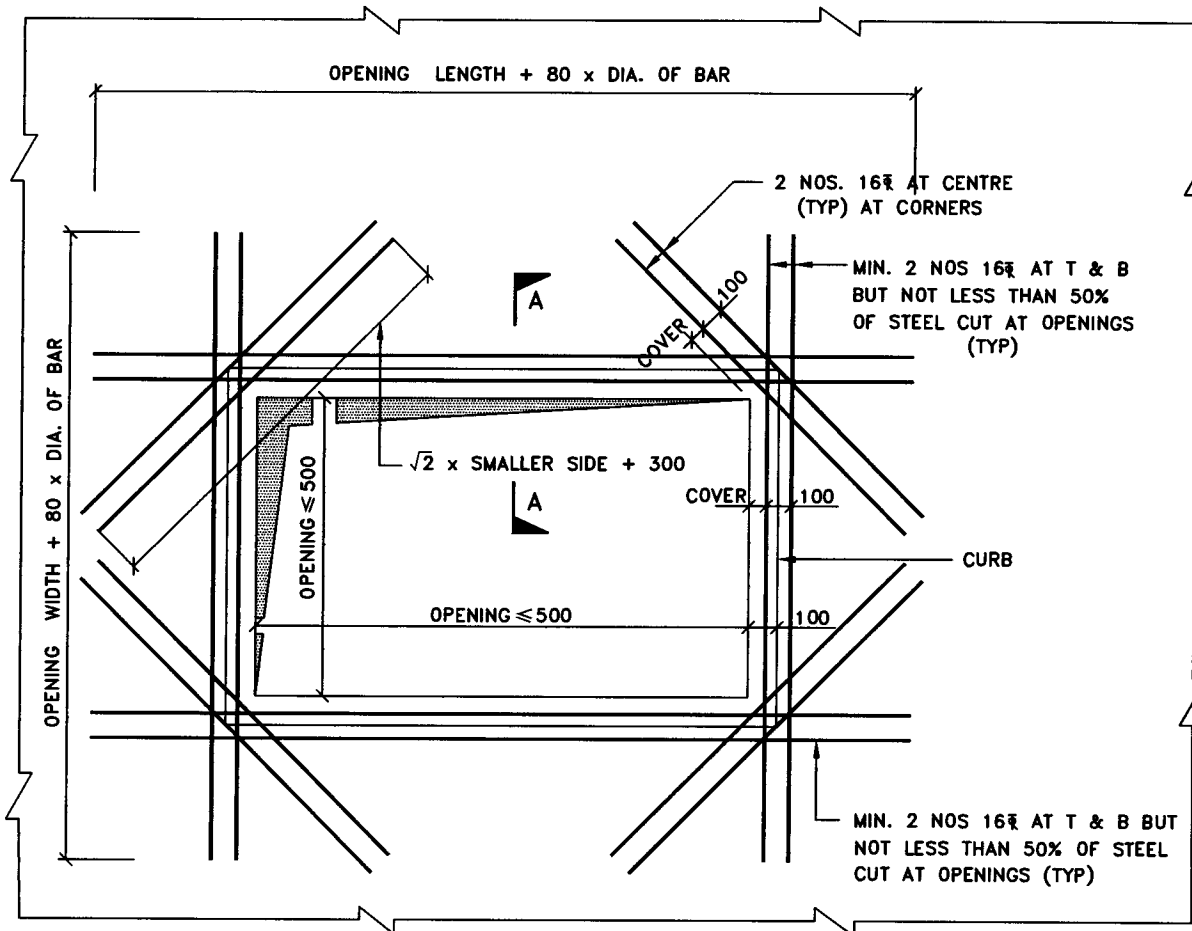 OPENING LENGTH + 80 x DIA. OF BAR
2 NOS. 16Ꞧ AT CENTRE
(TYP) AT CORNERS
MIN. 2 NOS 16Ꞧ AT T & B
BUT NOT LESS THAN 50%
OF STEEL CUT AT OPENINGS
(TYP)
A
100
COVER
OPENING WIDTH + 80 x DIA. OF BAR
√2 x SMALLER SIDE + 300
OPENING ⩽ 500
A
COVER
100
CURB
OPENING ⩽ 500
100
MIN. 2 NOS 16Ꞧ AT T & B BUT
NOT LESS THAN 50% OF STEEL
CUT AT OPENINGS (TYP)